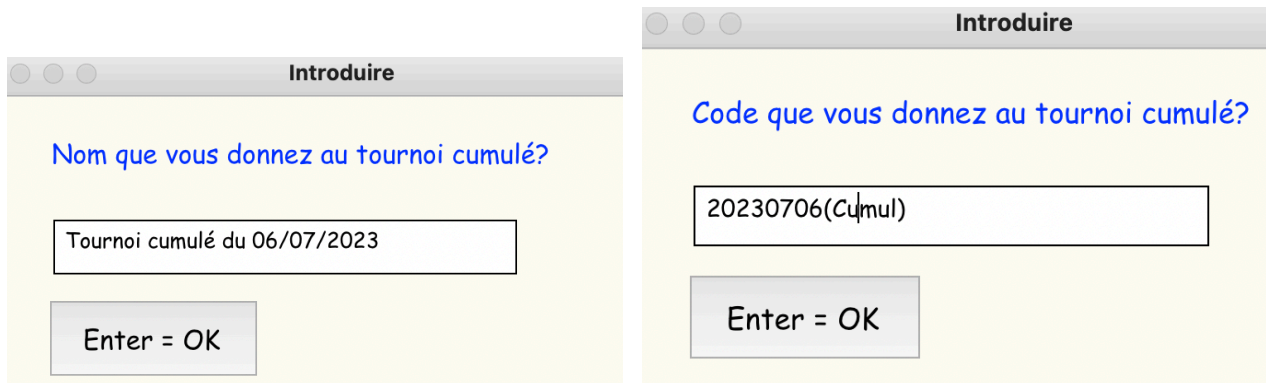 Introduire
Nom que vous donnez au tournoi cumulé?
Tournoi cumulé du 06/07/2023
Enter = OK
Introduire
Code que vous donnez au tournoi cumulé?
20230706(Cumul)
Enter = OK